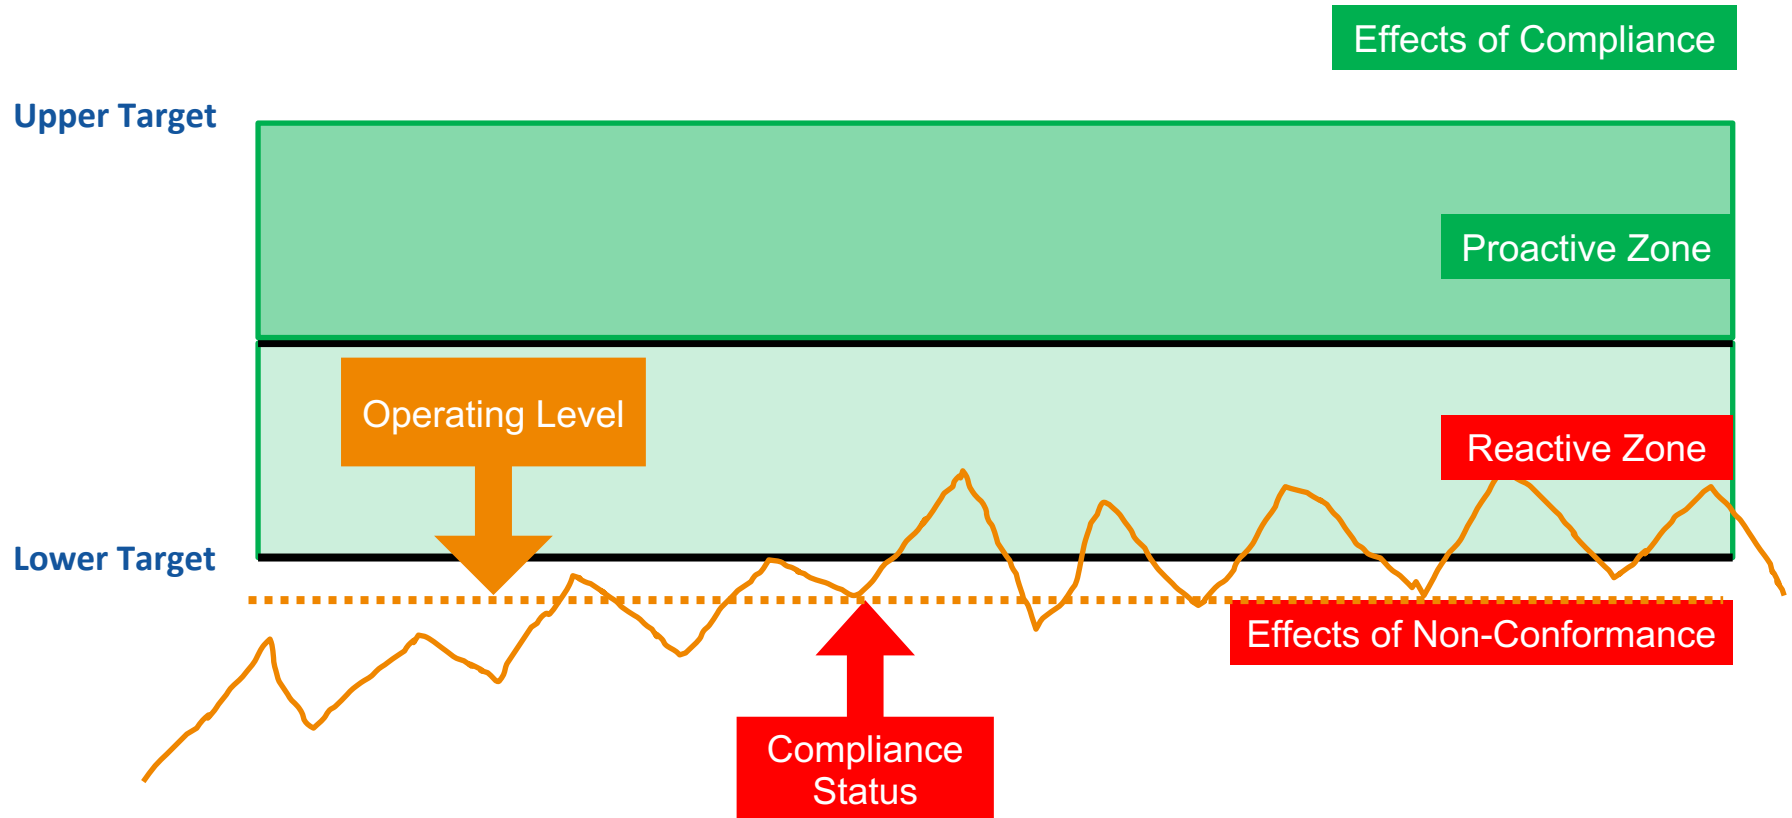 Effects of Compliance
Upper Target
Proactive Zone
Operating Level
Reactive Zone
Lower Target
Effects of Non-Conformance
Compliance
Status